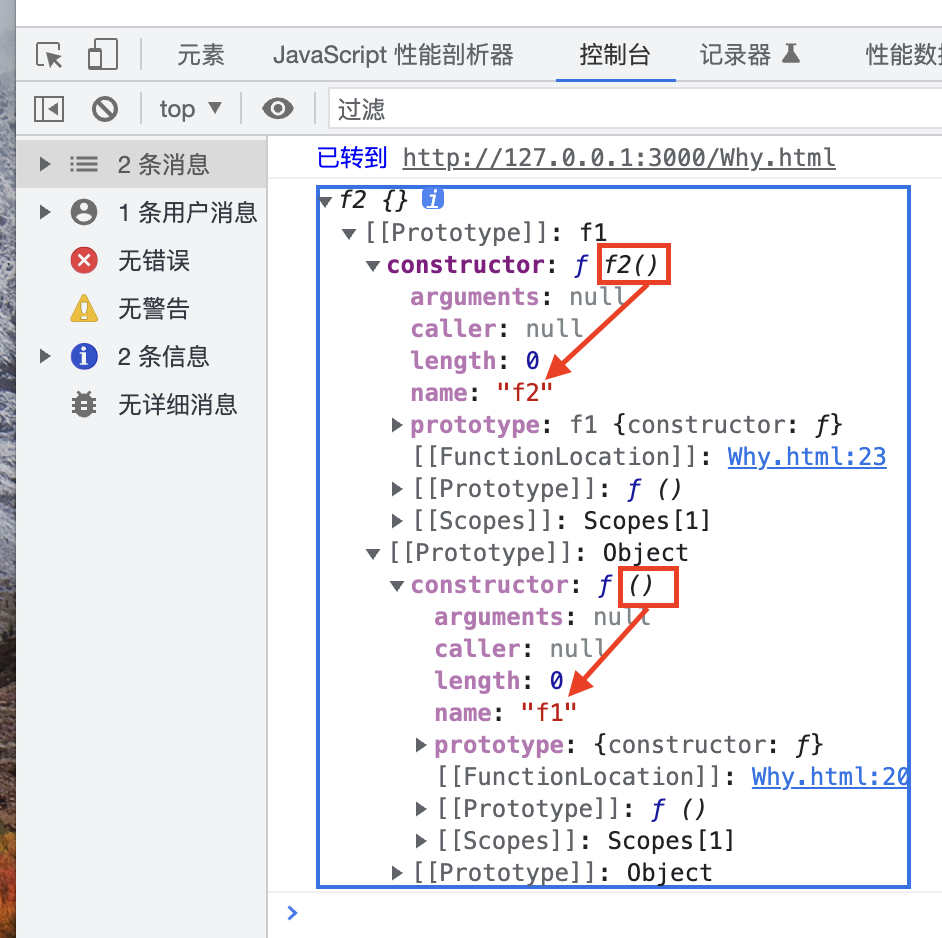 元素 JavaScript 性能剖析器 控制台 记录器 性能数
top ▼ 过滤
2 条消息
1 条用户消息
无错误
无警告
2 条信息
无详细消息
已转到 http://127.0.0.1:3000/Why.html
▼f2 {} i
▼[[Prototype]]: f1
▼constructor: ƒ f2()
arguments: null
caller: null
length: 0
name: "f2"
▶prototype: f1 {constructor: ƒ}
[[FunctionLocation]]: Why.html:23
▶[[Prototype]]: ƒ ()
▶[[Scopes]]: Scopes[1]
▼[[Prototype]]: Object
▼constructor: ƒ ()
arguments: null
caller: null
length: 0
name: "f1"
▶prototype: {constructor: ƒ}
[[FunctionLocation]]: Why.html:20
▶[[Prototype]]: ƒ ()
▶[[Scopes]]: Scopes[1]
▶[[Prototype]]: Object